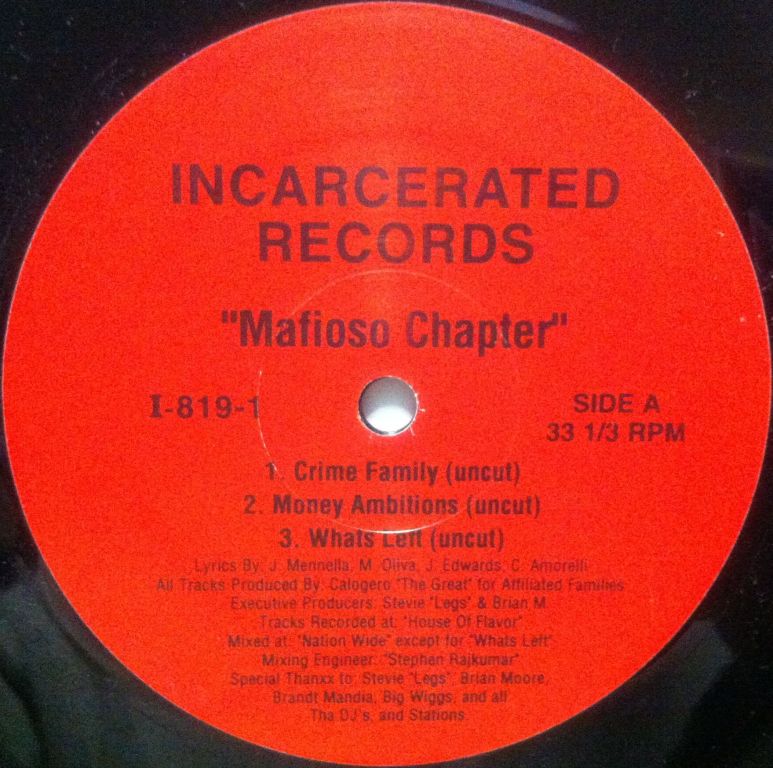 INCARCERATED
RECORDS
"Mafioso Chapter"
I-819-1
SIDE A
33 1/3 RPM
1. Crime Family (uncut)
2. Money Ambitions (uncut)
3. Whats Left (uncut)
Lyrics By: J. Mennella, M. Oliva, J. Edwards, C. Amorelli
All Tracks Produced By: Calogero "The Great" for Affiliated Families
Executive Producers: Stevie "Legs" & Brian M.
Tracks Recorded at: "House Of Flavor"
Mixed at: "Nation Wide" except for "Whats Left"
Mixing Engineer: "Stephen Rajkumar"
Special Thanxx to: Stevie "Legs", Brian Moore,
Brandt Mandia, Big Wiggs, and all
Tha DJ's, and Stations.